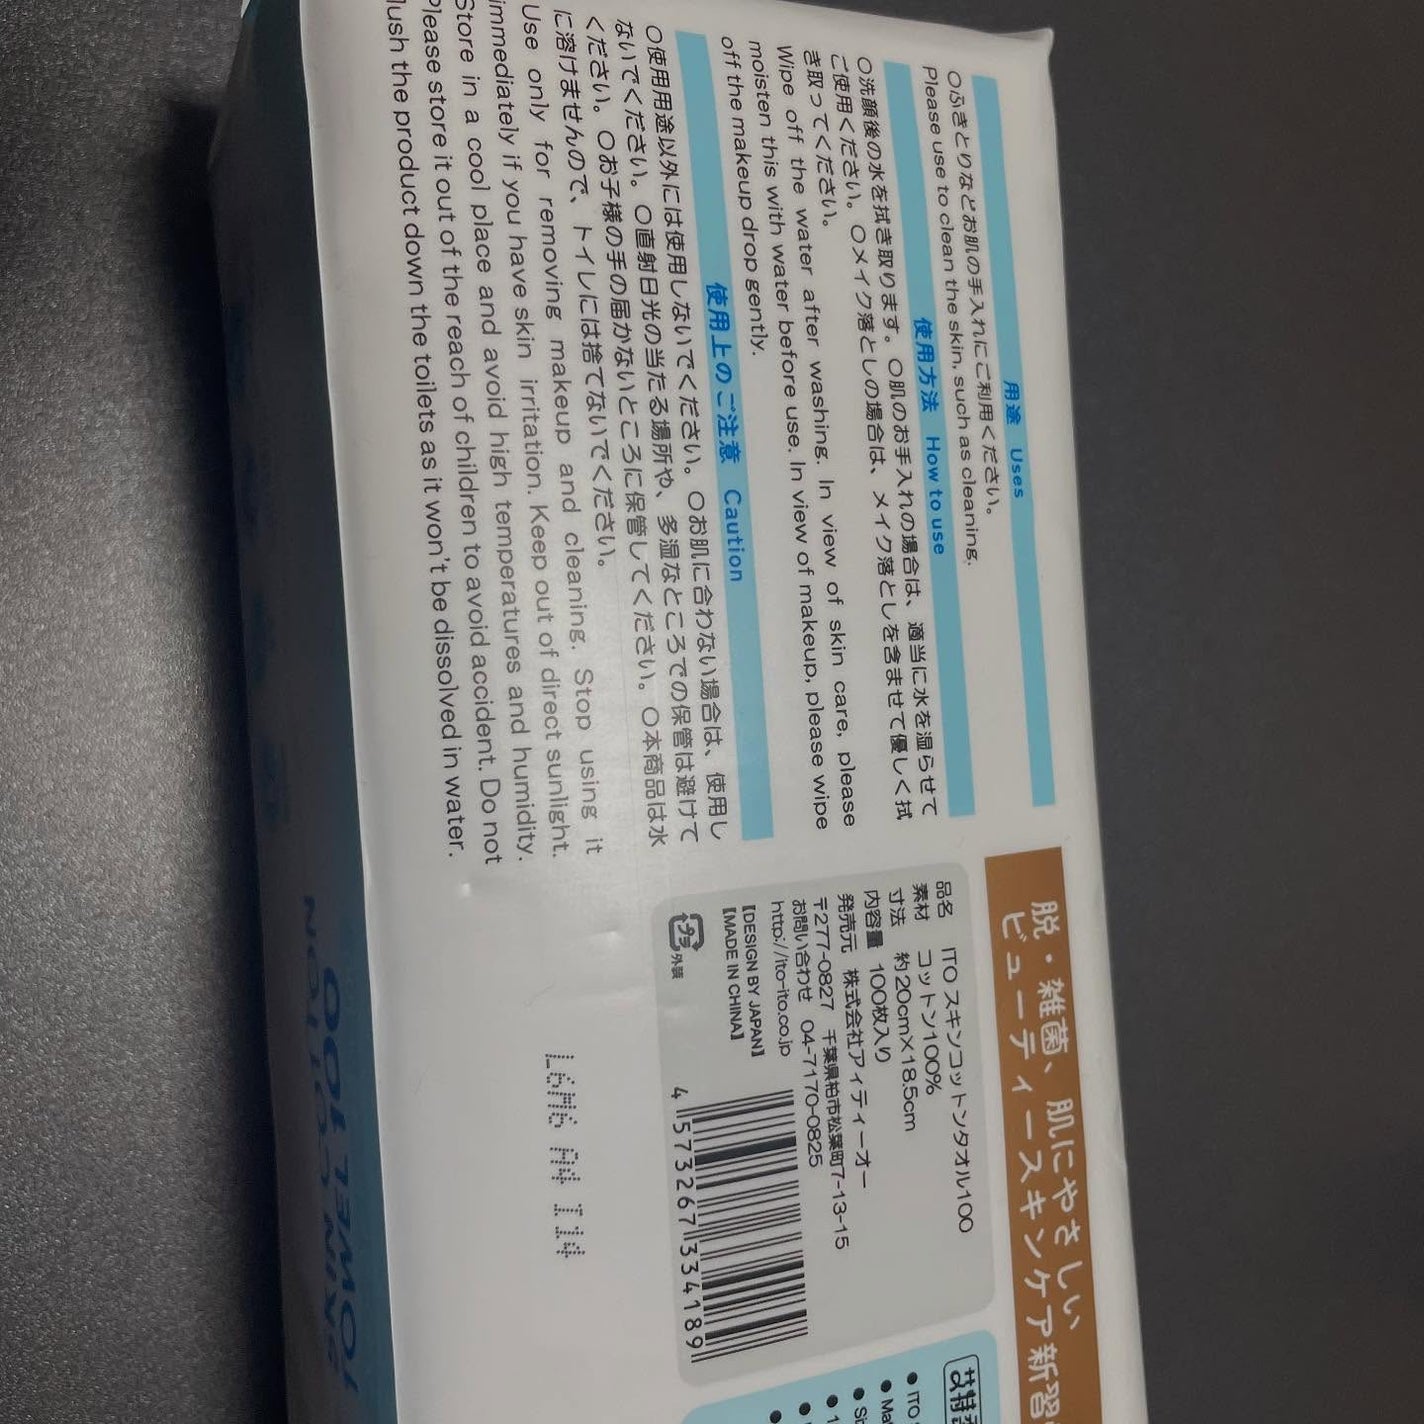 用途 Uses
○ふきとりなどお肌の手入れにご利用ください。
Please use to clean the skin, such as cleaning.
使用方法 How to use
○洗顔後の水を拭き取ります。○肌のお手入れの場合は、適当に水を湿らせて
ご使用ください。○メイク落としの場合は、メイク落としを含ませて優しく拭
き取ってください。
Wipe off the water after washing. In view of skin care, please
moisten this with water before use. In view of makeup, please wipe
off the makeup drop gently.
使用上のご注意 Caution
○使用用途以外には使用しないでください。○お肌に合わない場合は、使用し
ないでください。○直射日光の当たる場所や、多湿なところでの保管は避けて
ください。○お子様の手の届かないところに保管してください。○本商品は水
に溶けませんので、トイレには捨てないでください。
Use only for removing makeup and cleaning. Stop using it
immediately if you have skin irritation. Keep out of direct sunlight.
Store in a cool place and avoid high temperatures and humidity.
Please store it out of the reach of children to avoid accident. Do not
lush the product down the toilets as it won't be dissolved in water.
脱・雑菌、肌にやさしい
ビューティースキンケア新習
品名 ITO スキンコットンタオル100
素材 コットン100%
寸法 約20cm×18.5cm
内容量 100枚入り
発売元 株式会社アイティーオー
〒277-0827 千葉県柏市松葉町7-13-15
お問い合わせ 04-7170-0825
http://ito-ito.co.jp
【DESIGN BY JAPAN】
【MADE IN CHINA】
プラ 外装
4 573267 334189
L6M6 A4 I14
● ITO
● Ma